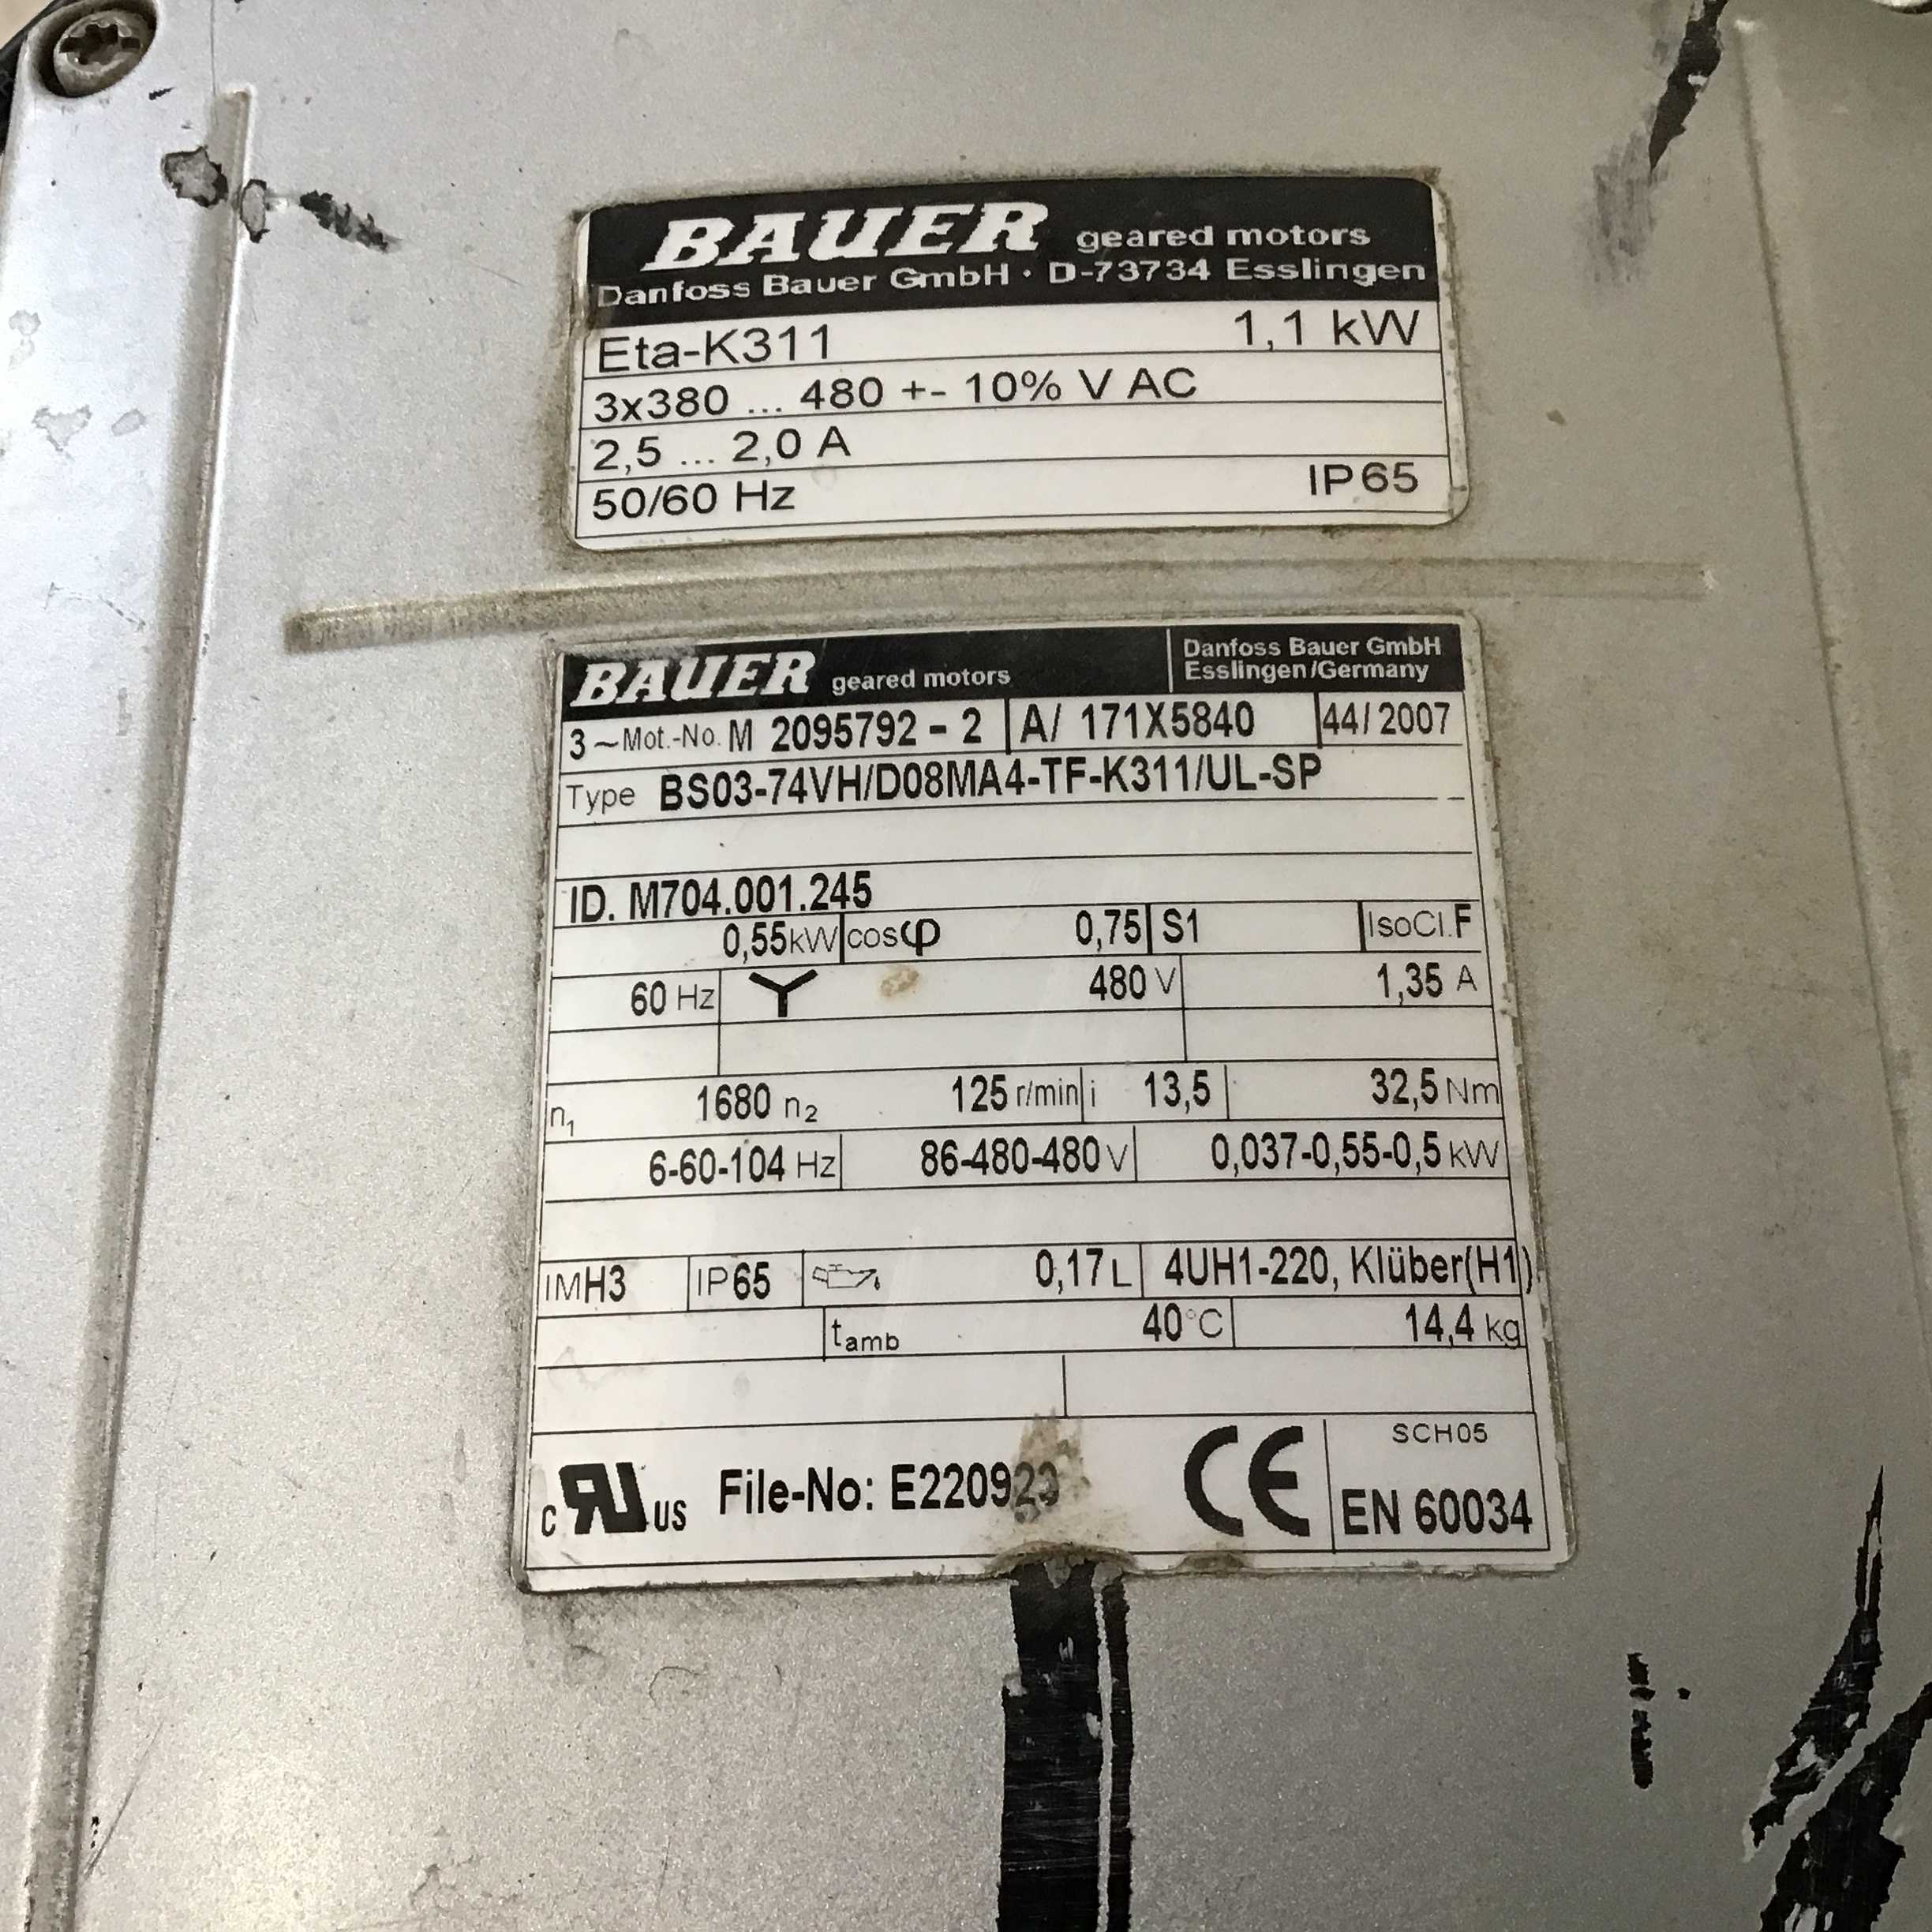 BAUER geared motors
Danfoss Bauer GmbH · D-73734 Esslingen
Eta-K311 1,1 kW
3x380 ... 480 +- 10% V AC
2,5 ... 2,0 A
50/60 Hz IP65
BAUER geared motors Danfoss Bauer GmbH
Esslingen/Germany
3~Mot.-No. M 2095792 - 2 A/ 171X5840 44/2007
Type BS03-74VH/D08MA4-TF-K311/UL-SP
ID. M704.001.245
0,55kW cosφ 0,75 S1 IsoCl.F
60 Hz 480 V 1,35 A
n1 1680 n2 125 r/min i 13,5 32,5 Nm
6-60-104 Hz 86-480-480 V 0,037-0,55-0,5 kW
IMH3 IP65 0,17 L 4UH1-220, Klüber(H1)
tamb 40°C 14,4 kg
SCH05
c RU US File-No: E220923 CE EN 60034